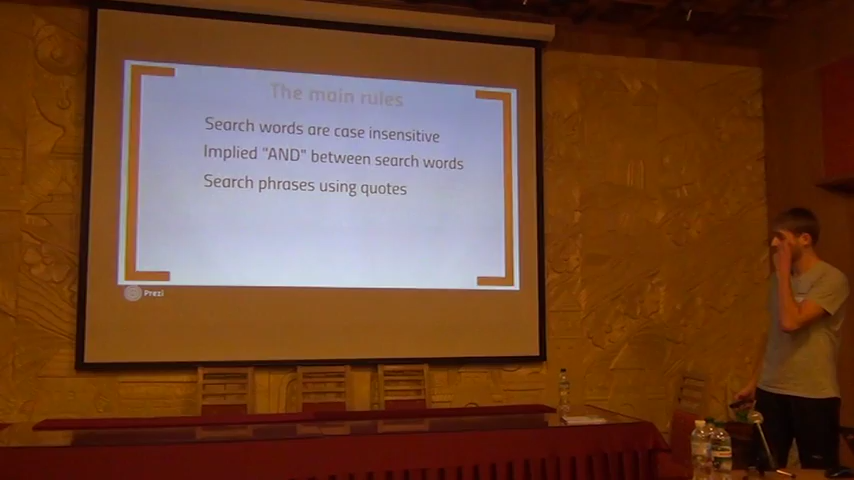 The main rules
Search words are case insensitive
Implied "AND" between search words
Search phrases using quotes
Prezi